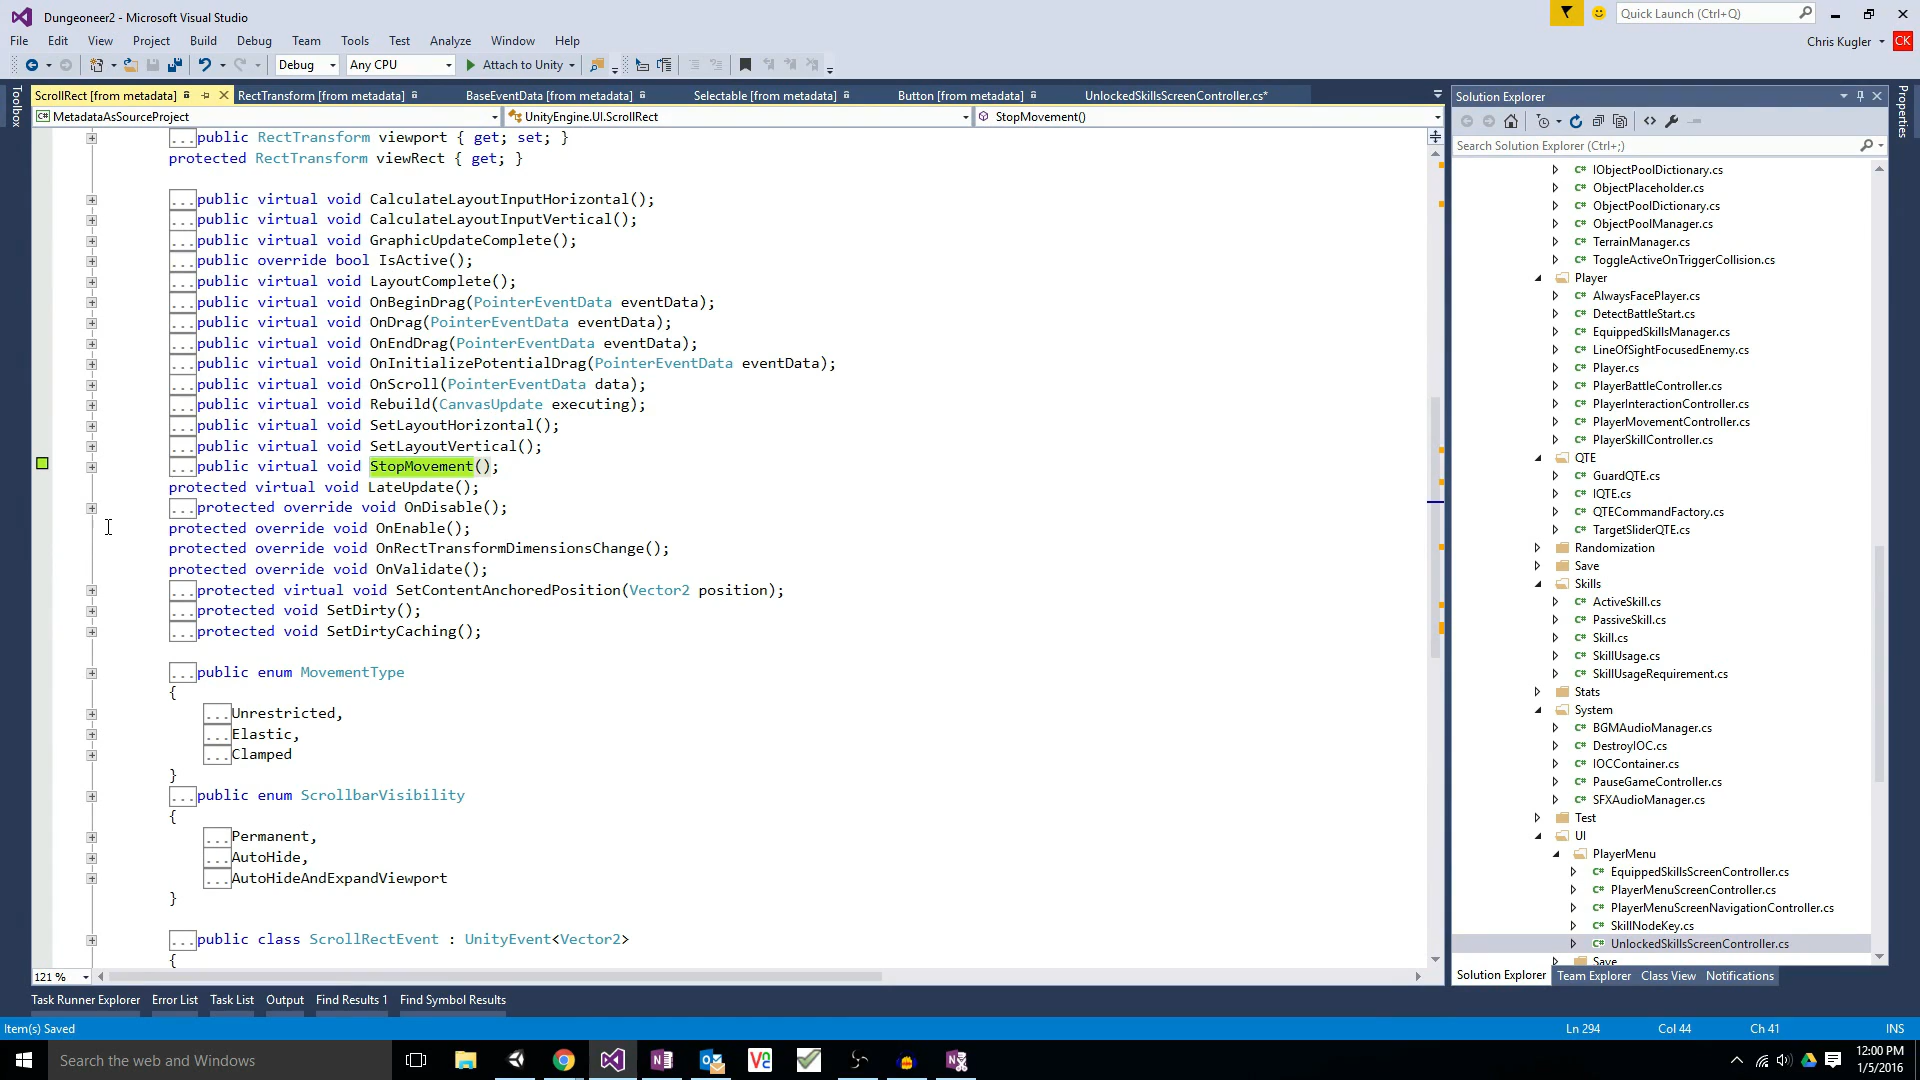 Dungeoneer2 - Microsoft Visual Studio
Quick Launch (Ctrl+Q)
File Edit View Project Build Debug Team Tools Test Analyze Window Help
Chris Kugler CK
Debug Any CPU Attach to Unity
Toolbox
ScrollRect [from metadata] RectTransform [from metadata] BaseEventData [from metadata] Selectable [from metadata] Button [from metadata] UnlockedSkillsScreenController.cs*
MetadataAsSourceProject UnityEngine.UI.ScrollRect StopMovement()
...public RectTransform viewport { get; set; }
protected RectTransform viewRect { get; }
...public virtual void CalculateLayoutInputHorizontal();
...public virtual void CalculateLayoutInputVertical();
...public virtual void GraphicUpdateComplete();
...public override bool IsActive();
...public virtual void LayoutComplete();
...public virtual void OnBeginDrag(PointerEventData eventData);
...public virtual void OnDrag(PointerEventData eventData);
...public virtual void OnEndDrag(PointerEventData eventData);
...public virtual void OnInitializePotentialDrag(PointerEventData eventData);
...public virtual void OnScroll(PointerEventData data);
...public virtual void Rebuild(CanvasUpdate executing);
...public virtual void SetLayoutHorizontal();
...public virtual void SetLayoutVertical();
...public virtual void StopMovement();
protected virtual void LateUpdate();
...protected override void OnDisable();
protected override void OnEnable();
protected override void OnRectTransformDimensionsChange();
protected override void OnValidate();
...protected virtual void SetContentAnchoredPosition(Vector2 position);
...protected void SetDirty();
...protected void SetDirtyCaching();
...public enum MovementType
{
...Unrestricted,
...Elastic,
...Clamped
}
...public enum ScrollbarVisibility
{
...Permanent,
...AutoHide,
...AutoHideAndExpandViewport
}
...public class ScrollRectEvent : UnityEvent<Vector2>
{
121 %
Solution Explorer
Search Solution Explorer (Ctrl+;)
C# IObjectPoolDictionary.cs
C# ObjectPlaceholder.cs
C# ObjectPoolDictionary.cs
C# ObjectPoolManager.cs
C# TerrainManager.cs
C# ToggleActiveOnTriggerCollision.cs
Player
C# AlwaysFacePlayer.cs
C# DetectBattleStart.cs
C# EquippedSkillsManager.cs
C# LineOfSightFocusedEnemy.cs
C# Player.cs
C# PlayerBattleController.cs
C# PlayerInteractionController.cs
C# PlayerMovementController.cs
C# PlayerSkillController.cs
QTE
C# GuardQTE.cs
C# IQTE.cs
C# QTECommandFactory.cs
C# TargetSliderQTE.cs
Randomization
Save
Skills
C# ActiveSkill.cs
C# PassiveSkill.cs
C# Skill.cs
C# SkillUsage.cs
C# SkillUsageRequirement.cs
Stats
System
C# BGMAudioManager.cs
C# DestroyIOC.cs
C# IOCContainer.cs
C# PauseGameController.cs
C# SFXAudioManager.cs
Test
UI
PlayerMenu
C# EquippedSkillsScreenController.cs
C# PlayerMenuScreenController.cs
C# PlayerMenuScreenNavigationController.cs
C# SkillNodeKey.cs
C# UnlockedSkillsScreenController.cs
Save
Solution Explorer Team Explorer Class View Notifications
Properties
Task Runner Explorer Error List Task List Output Find Results 1 Find Symbol Results
Item(s) Saved Ln 294 Col 44 Ch 41 INS
Search the web and Windows
12:00 PM
1/5/2016